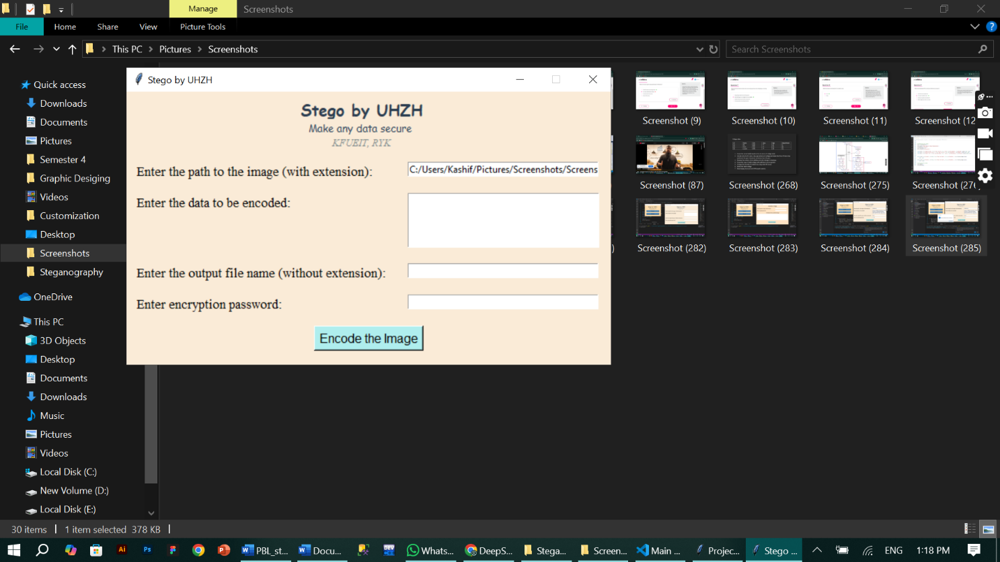 Manage
Screenshots
File
Home
Share
View
Picture Tools
This PC
Pictures
Screenshots
Search Screenshots
Quick access
Downloads
Documents
Pictures
Semester 4
Graphic Desiging
Videos
Customization
Desktop
Screenshots
Steganography
OneDrive
This PC
3D Objects
Desktop
Documents
Downloads
Music
Pictures
Videos
Local Disk (C:)
New Volume (D:)
Local Disk (E:)
Stego by UHZH
Stego by UHZH
Make any data secure
KFUEIT, RYK
Enter the path to the image (with extension):
C:/Users/Kashif/Pictures/Screenshots/Screens
Enter the data to be encoded:
Enter the output file name (without extension):
Enter encryption password:
Encode the Image
Screenshot (9)
Screenshot (10)
Screenshot (11)
Screenshot (12
Screenshot (87)
Screenshot (268)
Screenshot (275)
Screenshot (276
)
Screenshot (282)
Screenshot (283)
Screenshot (284)
Screenshot (285)
30 items
1 item selected 378 KB
Ai
Ps
PBL_st...
Docu...
DEV
Whats...
DeepS...
Stega...
Screen...
Main ...
Projec...
Stego ...
ENG
1:18 PM